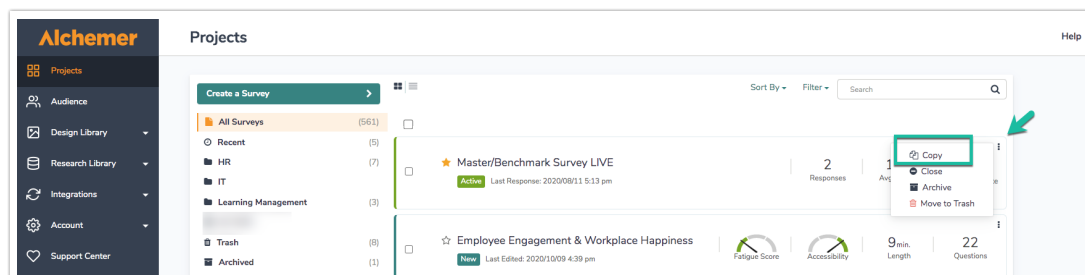 Alchemer
Projects
Help
Projects
Audience
Design Library
Research Library
Integrations
Account
Support Center
Create a Survey
All Surveys (561)
Recent (5)
HR (7)
IT
Learning Management (3)
Trash (8)
Archived (1)
Sort By
Filter
Search
Master/Benchmark Survey LIVE
Active Last Response: 2020/08/11 5:13 pm
2
Responses
Copy
Close
Archive
Move to Trash
Employee Engagement & Workplace Happiness
New Last Edited: 2020/10/09 4:39 pm
Fatigue Score
Accessibility
9 min.
Length
22
Questions